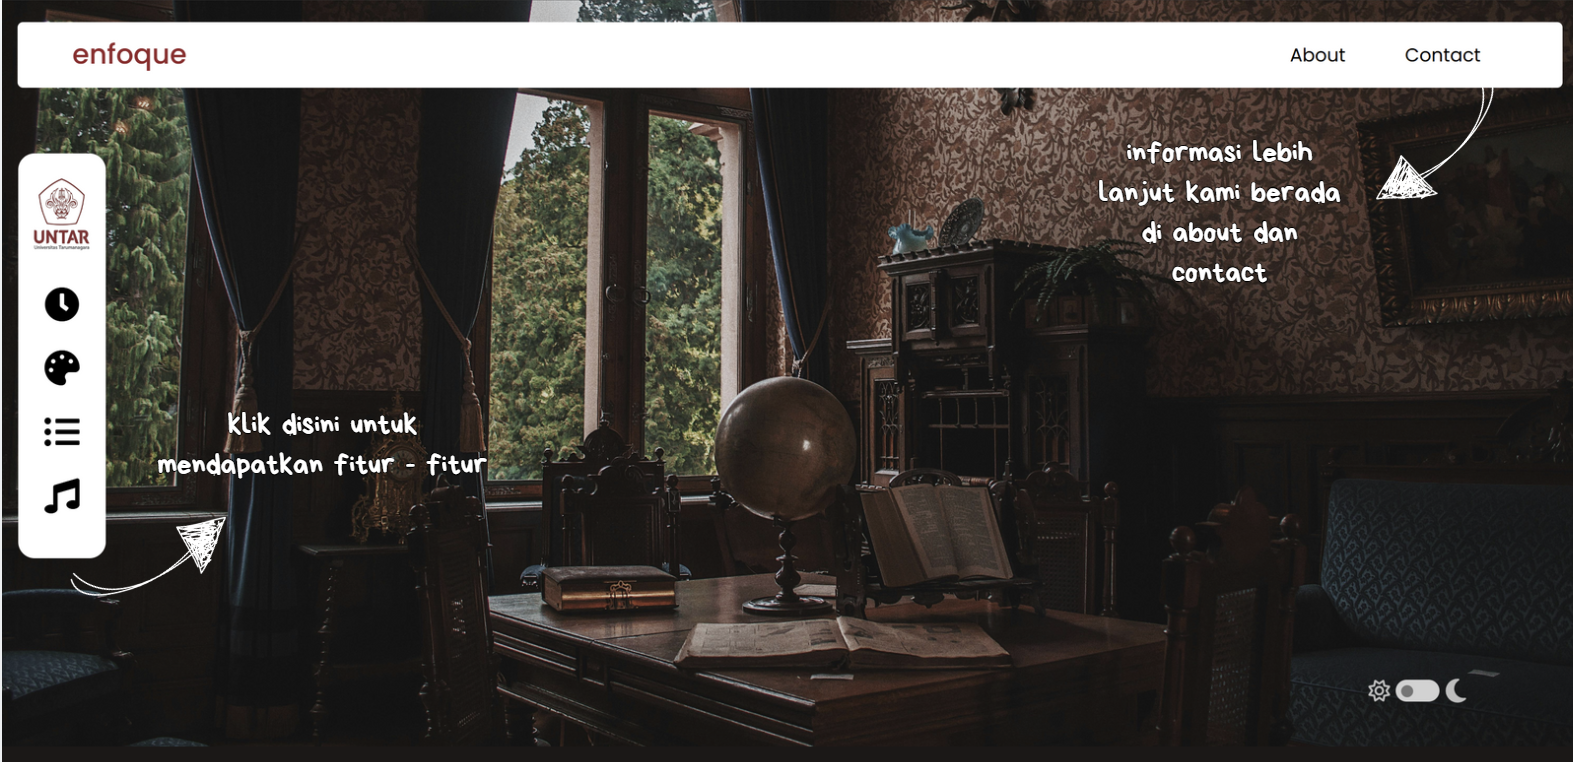 enfoque
About
Contact
informasi lebih
lanjut kami berada
di about dan
contact
UNTAR
Universitas Tarumanagara
klik disini untuk
mendapatkan fitur - fitur